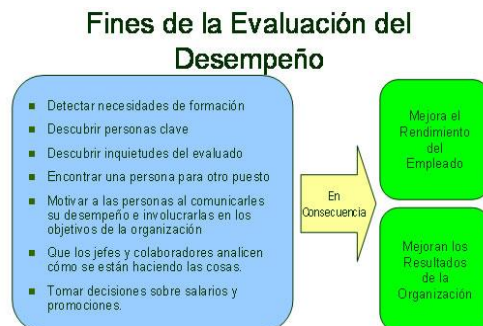 Fines de la Evaluación del
Desempeño
Detectar necesidades de formación
Descubrir personas clave
Descubrir inquietudes del evaluado
Encontrar una persona para otro puesto
Motivar a las personas al comunicarles
su desempeño e involucrarlas en los
objetivos de la organización
Que los jefes y colaboradores analicen
cómo se están haciendo las cosas.
Tomar decisiones sobre salarios y
promociones.
En
Consecuencia
Mejora el
Rendimiento
del
Empleado
Mejoran los
Resultados
de la
Organización